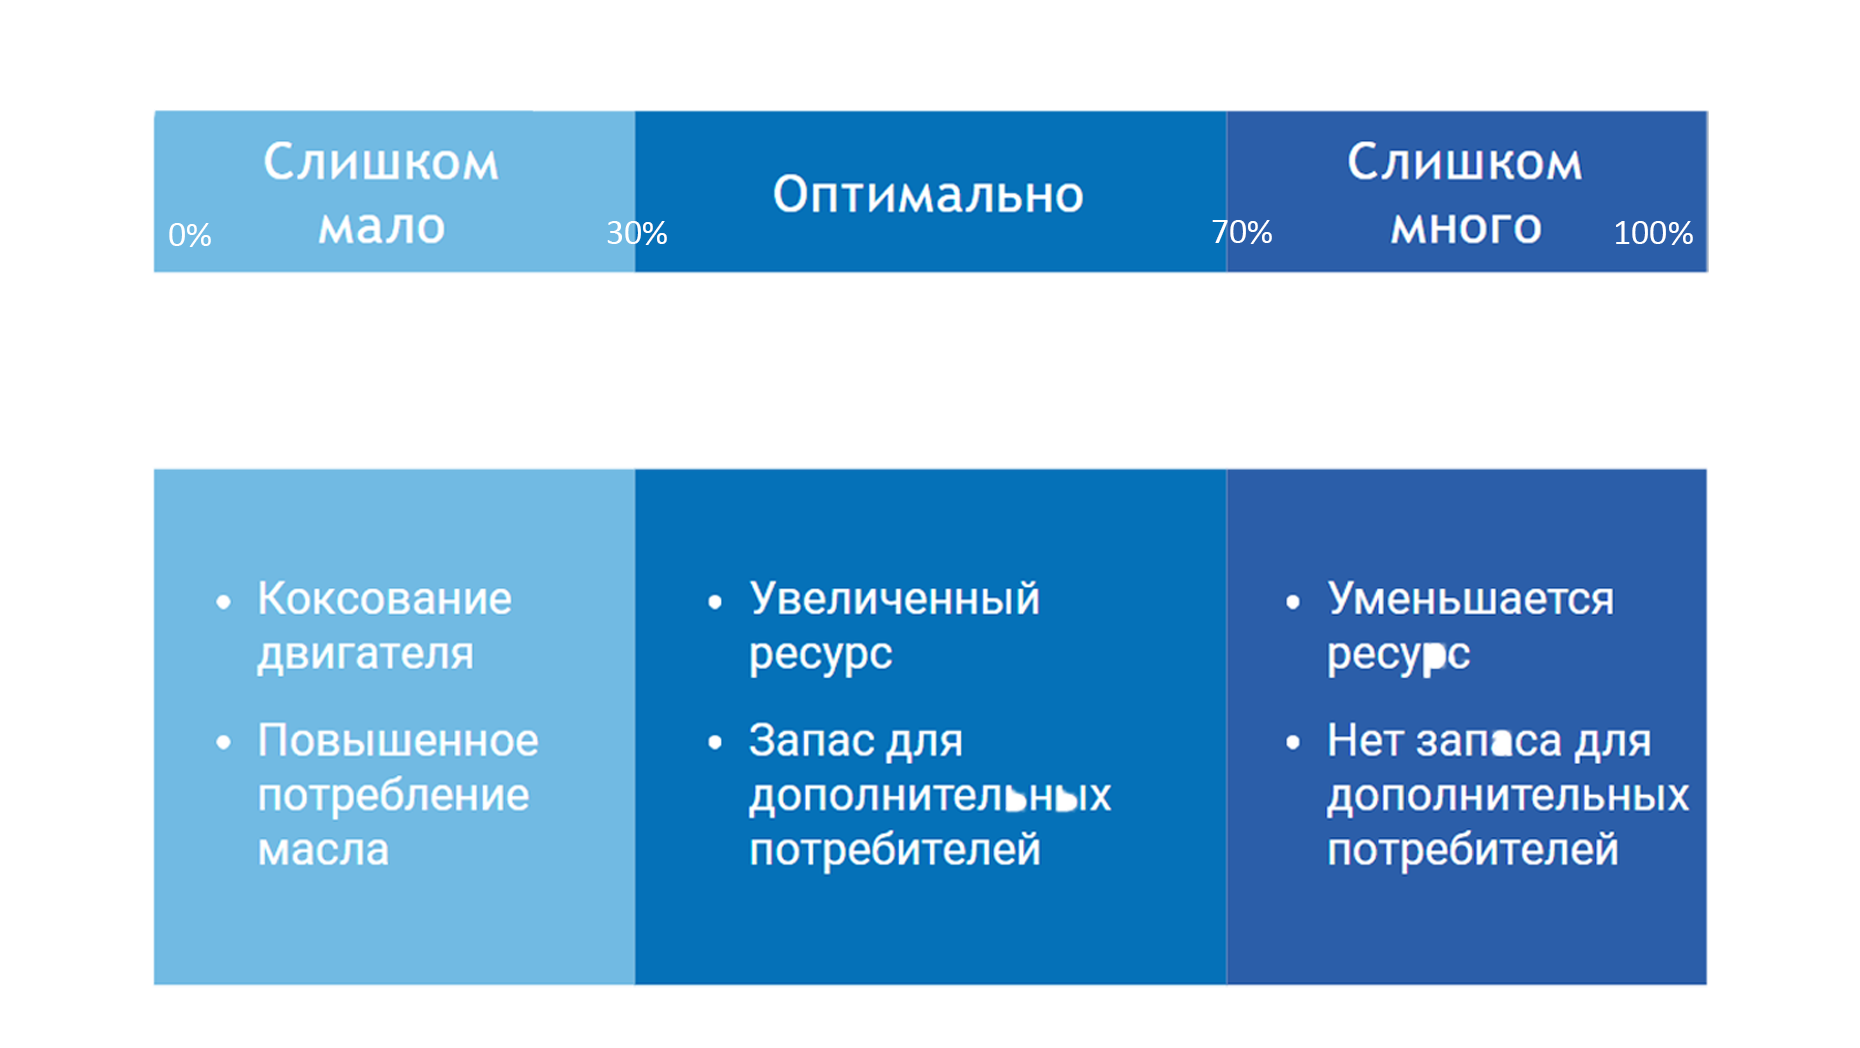 Слишком
мало
0%
30%
Оптимально
70%
Слишком
много
100%
• Коксование
двигателя
• Повышенное
потребление
масла
• Увеличенный
ресурс
• Запас для
дополнительных
потребителей
• Уменьшается
ресурс
• Нет запаса для
дополнительных
потребителей